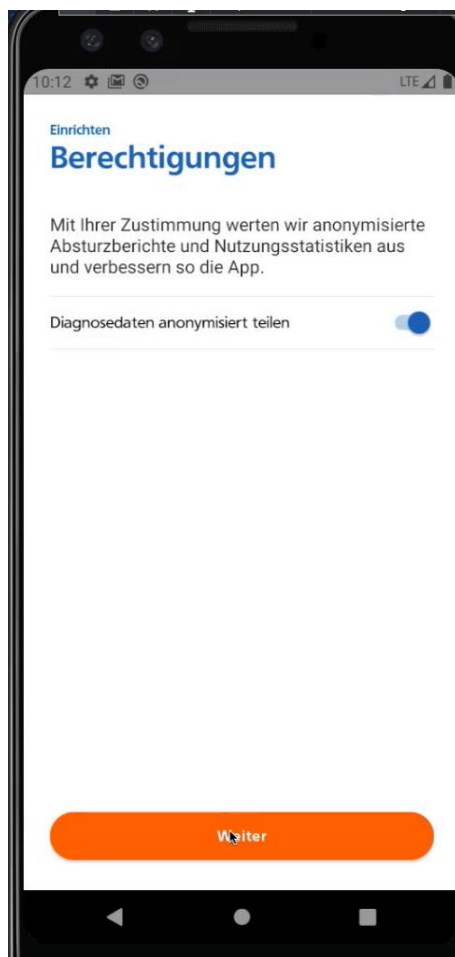 10:12
LTE
Einrichten
Berechtigungen
Mit Ihrer Zustimmung werten wir anonymisierte
Absturzberichte und Nutzungsstatistiken aus
und verbessern so die App.
Diagnosedaten anonymisiert teilen
Weiter